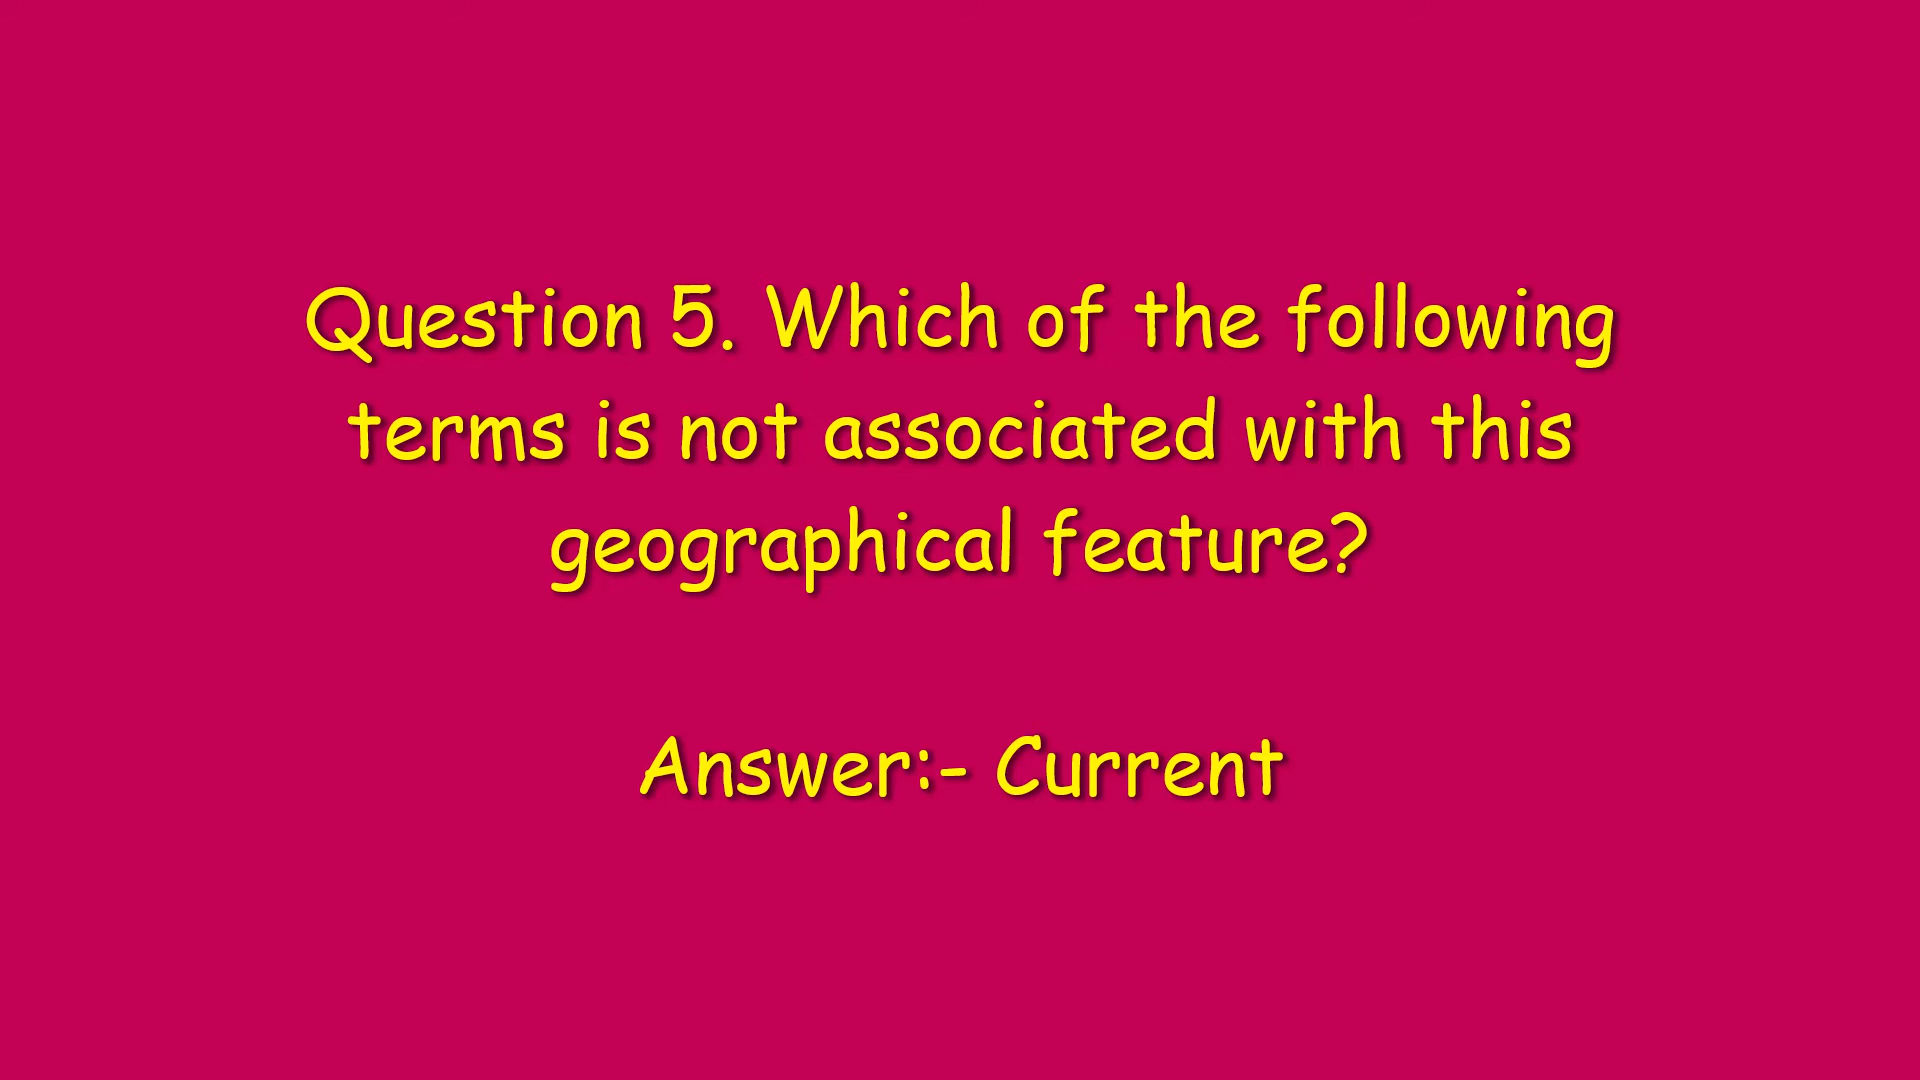 Question 5. Which of the following
terms is not associated with this
geographical feature?
Answer:- Current